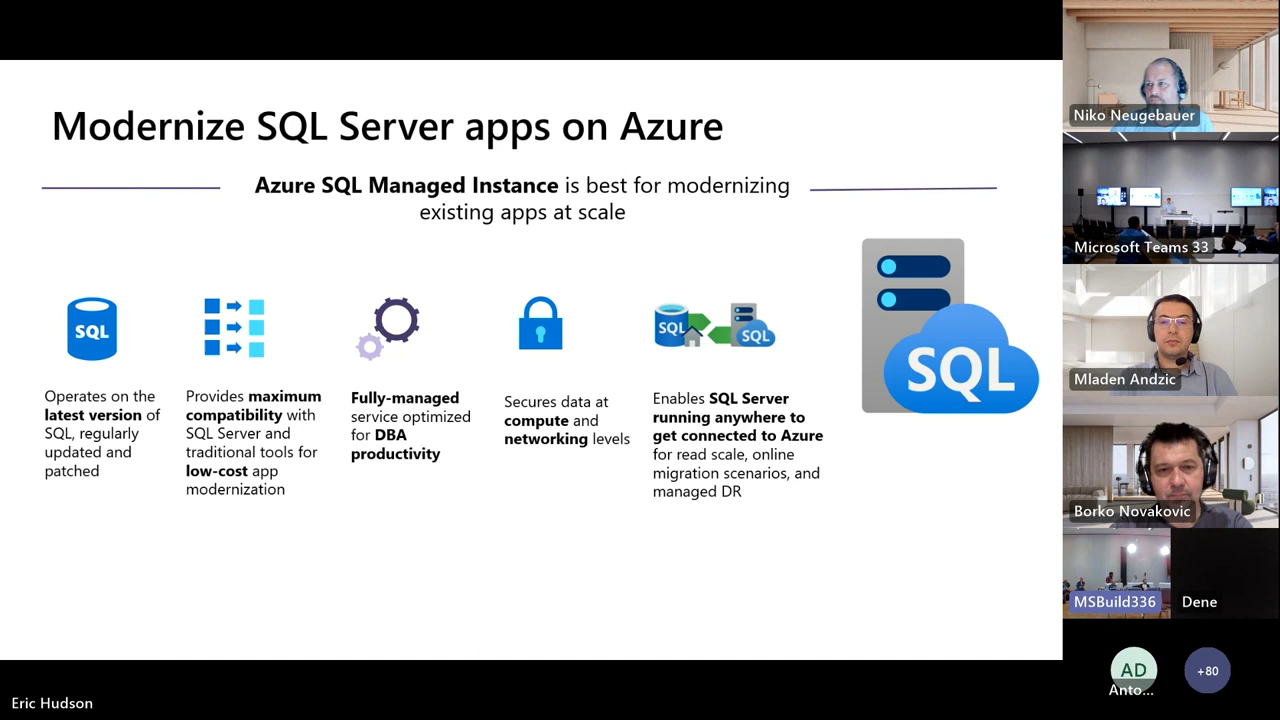 Modernize SQL Server apps on Azure
Azure SQL Managed Instance is best for modernizing
existing apps at scale
SQL
Operates on the
latest version of
SQL, regularly
updated and
patched
Provides maximum
compatibility with
SQL Server and
traditional tools for
low-cost app
modernization
Fully-managed
service optimized
for DBA
productivity
Secures data at
compute and
networking levels
SQL
SQL
Enables SQL Server
running anywhere to
get connected to Azure
for read scale, online
migration scenarios, and
managed DR
SQL
Eric Hudson
Niko Neugebauer
Microsoft Teams 33
Mladen Andzic
Borko Novakovic
MSBuild336
Dene
AD
Anto...
+80